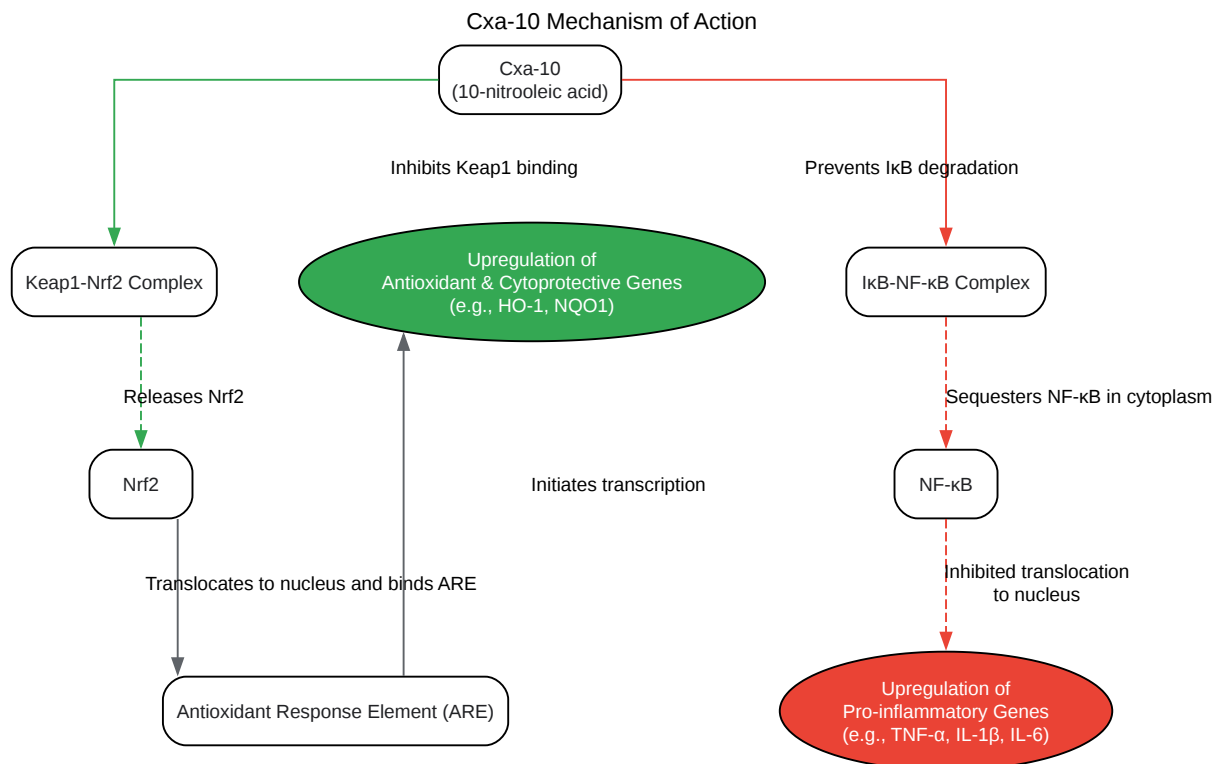 Cxa-10 Mechanism of Action
Cxa-10
(10-nitrooleic acid)
Inhibits Keap1 binding
Prevents IκB degradation
Keap1-Nrf2 Complex
Upregulation of
Antioxidant & Cytoprotective Genes
(e.g., HO-1, NQO1)
IκB-NF-κB Complex
Releases Nrf2
Sequesters NF-κB in cytoplasm
Nrf2
Initiates transcription
NF-κB
Translocates to nucleus and binds ARE
Inhibited translocation
to nucleus
Antioxidant Response Element (ARE)
Upregulation of
Pro-inflammatory Genes
(e.g., TNF-α, IL-1β, IL-6)